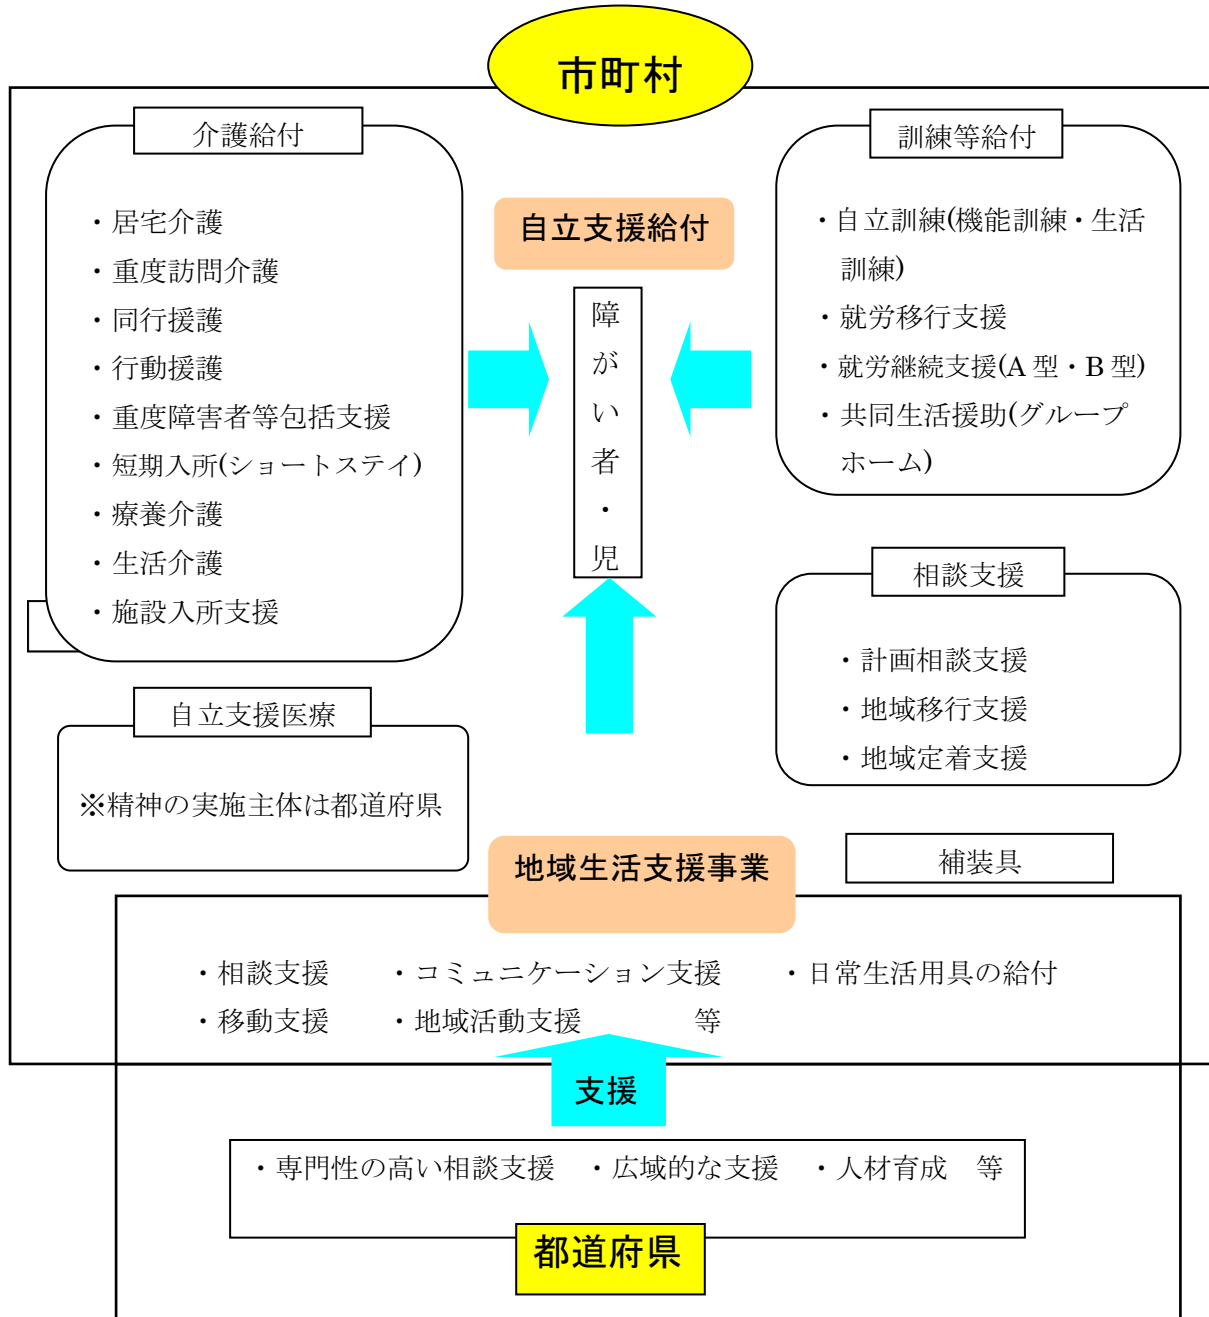 市町村
介護給付
・居宅介護
・重度訪問介護
・同行援護
・行動援護
・重度障害者等包括支援
・短期入所(ショートステイ)
・療養介護
・生活介護
・施設入所支援
自立支援給付
障がい者・児
訓練等給付
・自立訓練(機能訓練・生活
訓練)
・就労移行支援
・就労継続支援(A型・B型)
・共同生活援助(グループ
ホーム)
相談支援
・計画相談支援
・地域移行支援
・地域定着支援
自立支援医療
※精神の実施主体は都道府県
補装具
地域生活支援事業
・相談支援　・コミュニケーション支援　・日常生活用具の給付
・移動支援　・地域活動支援　等
支援
・専門性の高い相談支援　・広域的な支援　・人材育成　等
都道府県